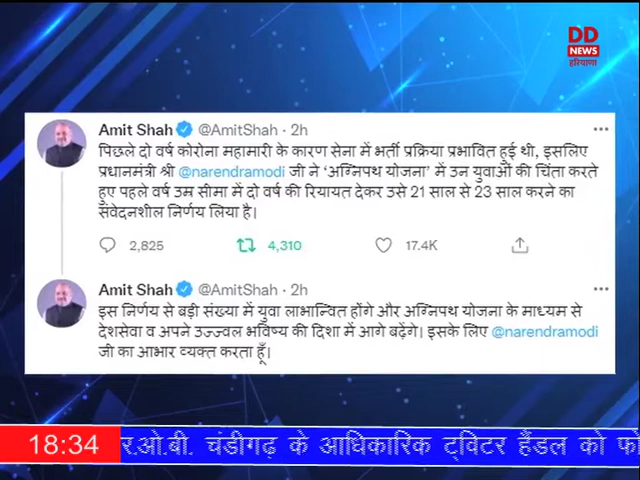 DD
NEWS
हरियाणा
Amit Shah @AmitShah · 2h
पिछले दो वर्ष कोरोना महामारी के कारण सेना में भर्ती प्रक्रिया प्रभावित हुई थी, इसलिए
प्रधानमंत्री श्री @narendramodi जी ने ‘अग्निपथ योजना’ में उन युवाओं की चिंता करते
हुए पहले वर्ष उम्र सीमा में दो वर्ष की रियायत देकर उसे 21 साल से 23 साल करने का
संवेदनशील निर्णय लिया है।
2,825 4,310 17.4K
Amit Shah @AmitShah · 2h
इस निर्णय से बड़ी संख्या में युवा लाभान्वित होंगे और अग्निपथ योजना के माध्यम से
देशसेवा व अपने उज्ज्वल भविष्य की दिशा में आगे बढ़ेंगे। इसके लिए @narendramodi
जी का आभार व्यक्त करता हूँ।
18:34 र.ओ.बी. चंडीगढ़ के आधिकारिक ट्विटर हैंडल को फो